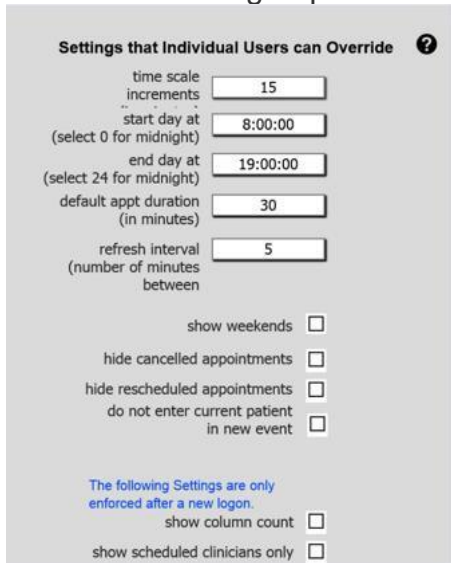 Settings that Individual Users can Override ?
time scale
increments
15
start day at
(select 0 for midnight)
8:00:00
end day at
(select 24 for midnight)
19:00:00
default appt duration
(in minutes)
30
refresh interval
(number of minutes
between
5
show weekends
hide cancelled appointments
hide rescheduled appointments
do not enter current patient
in new event
The following Settings are only
enforced after a new logon.
show column count
show scheduled clinicians only